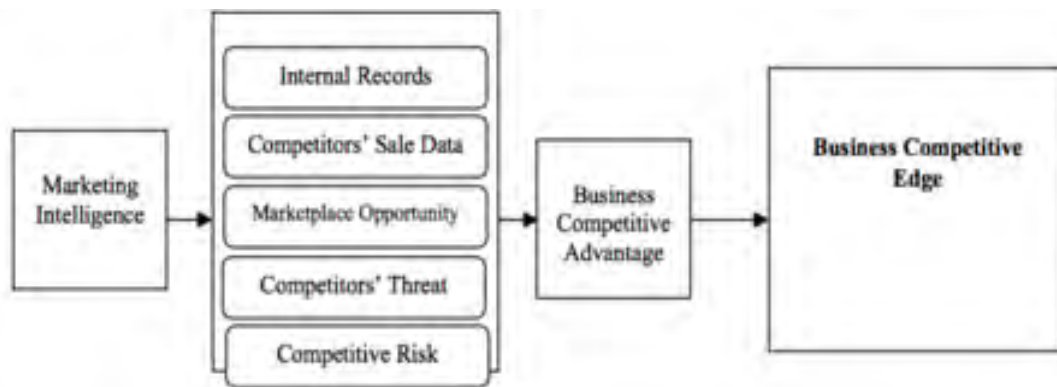 Marketing
Intelligence
Internal Records
Competitors' Sale Data
Marketplace Opportunity
Competitors' Threat
Competitive Risk
Business
Competitive
Advantage
Business Competitive
Edge